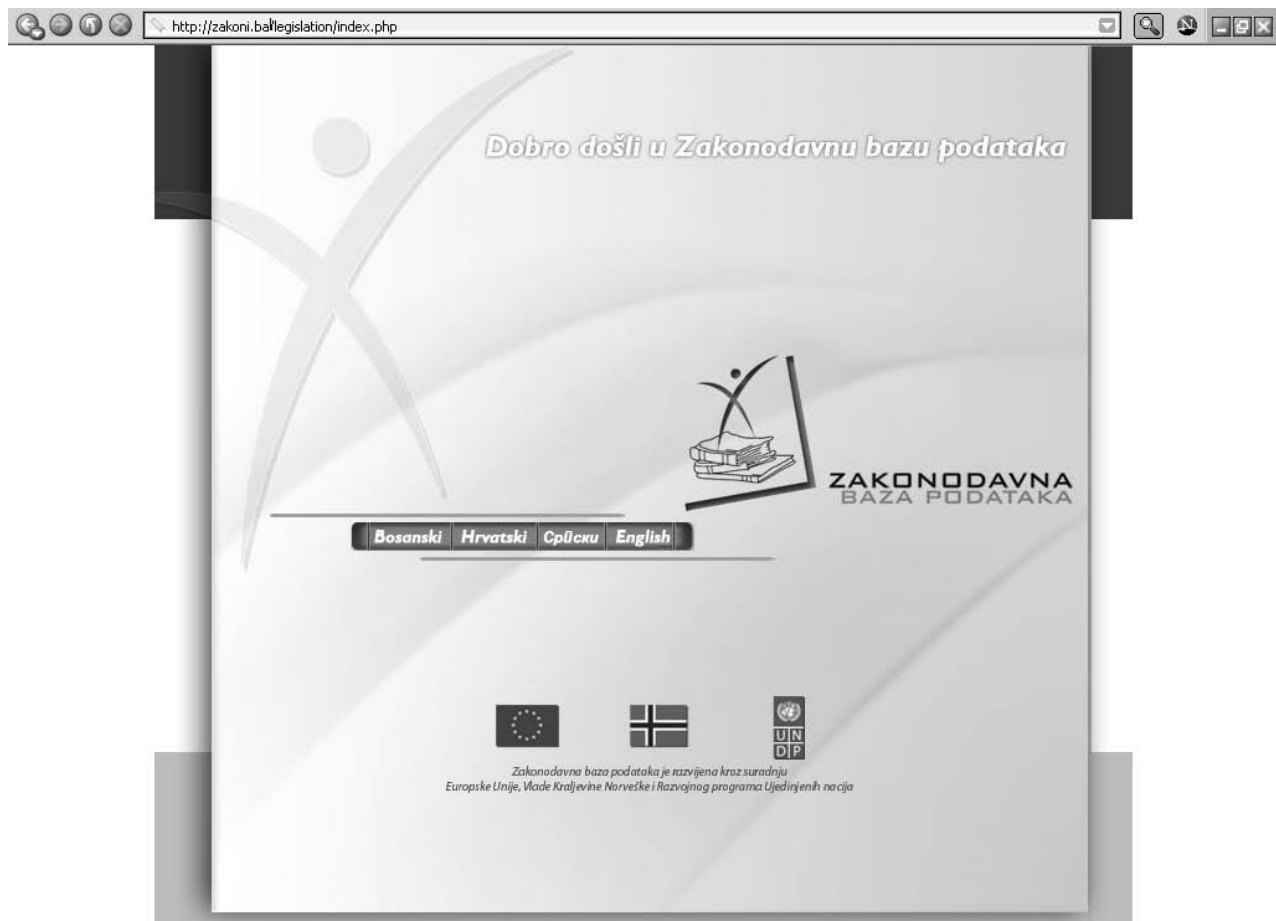 http://zakoni.ba/legislation/index.php
N
Dobro došli u Zakonodavnu bazu podataka
ZAKONODAVNA
BAZA PODATAKA
Bosanski Hrvatski Српски English
UN
DP
Zakonodavna baza podataka je razvijena kroz suradnju
Europske Unije, Vlade Kraljevine Norveške i Razvojnog programa Ujedinjenih nacija